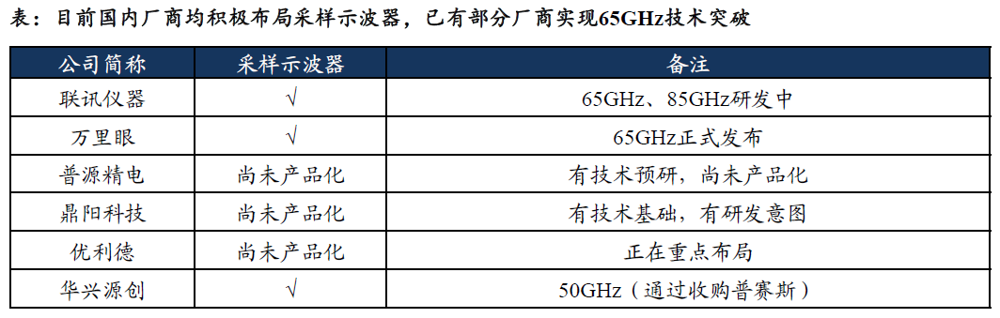 表：目前国内厂商均积极布局采样示波器，已有部分厂商实现65GHz技术突破
公司简称 采样示波器 备注
联讯仪器 √ 65GHz、85GHz研发中
万里眼 √ 65GHz正式发布
普源精电 尚未产品化 有技术预研，尚未产品化
鼎阳科技 尚未产品化 有技术基础，有研发意图
优利德 尚未产品化 正在重点布局
华兴源创 √ 50GHz（通过收购普赛斯）